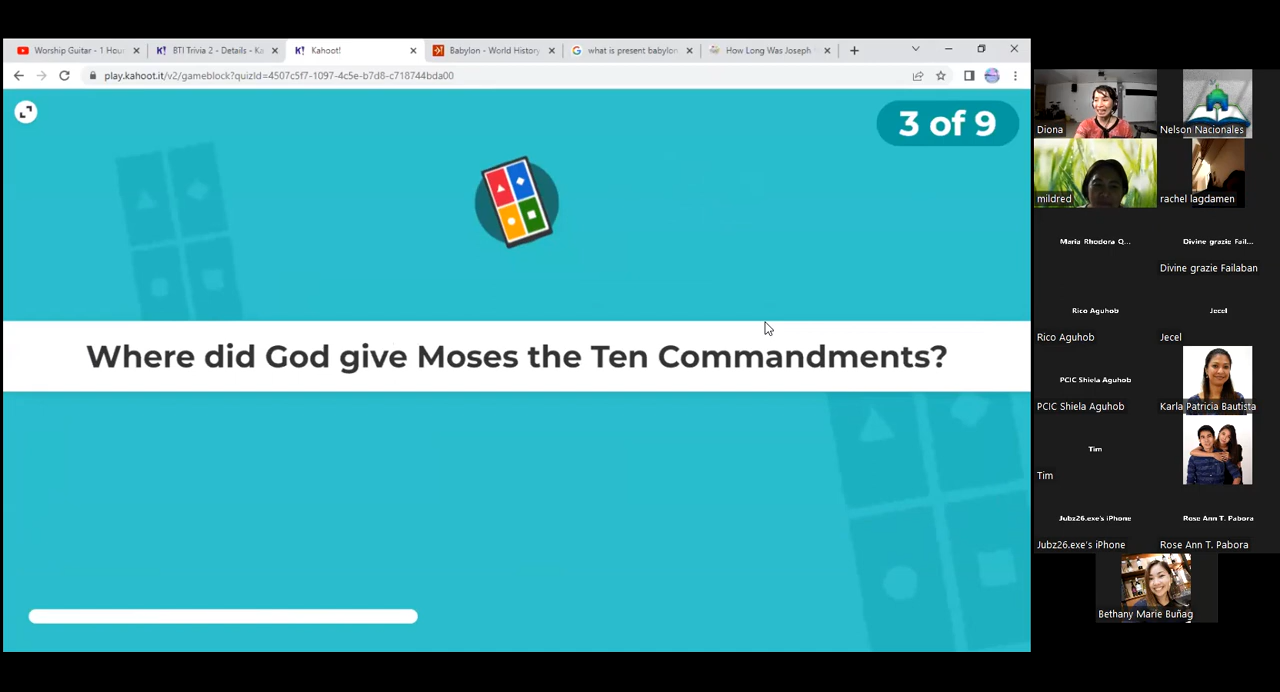 Worship Guitar - 1 Hour
BTI Trivia 2 - Details - Ka
Kahoot!
Babylon - World History
what is present babylon
How Long Was Joseph
play.kahoot.it/v2/gameblock?quizId=4507c5f7-1097-4c5e-b7d8-c718744bda00
3 of 9
Where did God give Moses the Ten Commandments?
Diona
Nelson Nacionales
mildred
rachel lagdamen
Maria Rhodora Q...
Divine grazie Fail...
Divine grazie Failaban
Rico Aguhob
Jecel
Rico Aguhob
Jecel
PCIC Shiela Aguhob
PCIC Shiela Aguhob
Karla Patricia Bautista
Tim
Tim
Jubz26.exe's iPhone
Rose Ann T. Pabora
Jubz26.exe's iPhone
Rose Ann T. Pabora
Bethany Marie Buñag